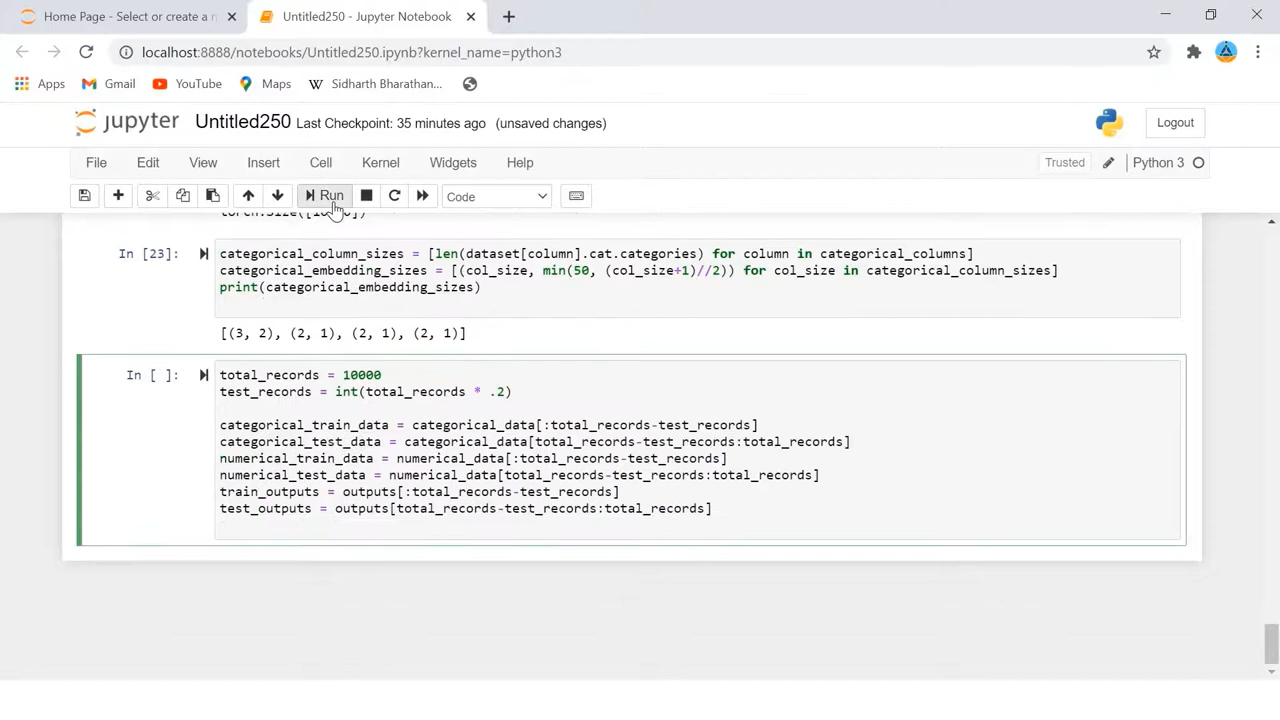 Home Page - Select or create a n
Untitled250 - Jupyter Notebook
localhost:8888/notebooks/Untitled250.ipynb?kernel_name=python3
Apps
Gmail
YouTube
Maps
W
Sidharth Bharathan...
jupyter
Untitled250
Last Checkpoint: 35 minutes ago
(unsaved changes)
Logout
File
Edit
View
Insert
Cell
Kernel
Widgets
Help
Trusted
Python 3
Run
Code
In [23]:
categorical_column_sizes = [len(dataset[column].cat.categories) for column in categorical_columns]
categorical_embedding_sizes = [(col_size, min(50, (col_size+1)//2)) for col_size in categorical_column_sizes]
print(categorical_embedding_sizes)
[(3, 2), (2, 1), (2, 1), (2, 1)]
In [ ]:
total_records = 10000
test_records = int(total_records * .2)
categorical_train_data = categorical_data[:total_records-test_records]
categorical_test_data = categorical_data[total_records-test_records:total_records]
numerical_train_data = numerical_data[:total_records-test_records]
numerical_test_data = numerical_data[total_records-test_records:total_records]
train_outputs = outputs[:total_records-test_records]
test_outputs = outputs[total_records-test_records:total_records]